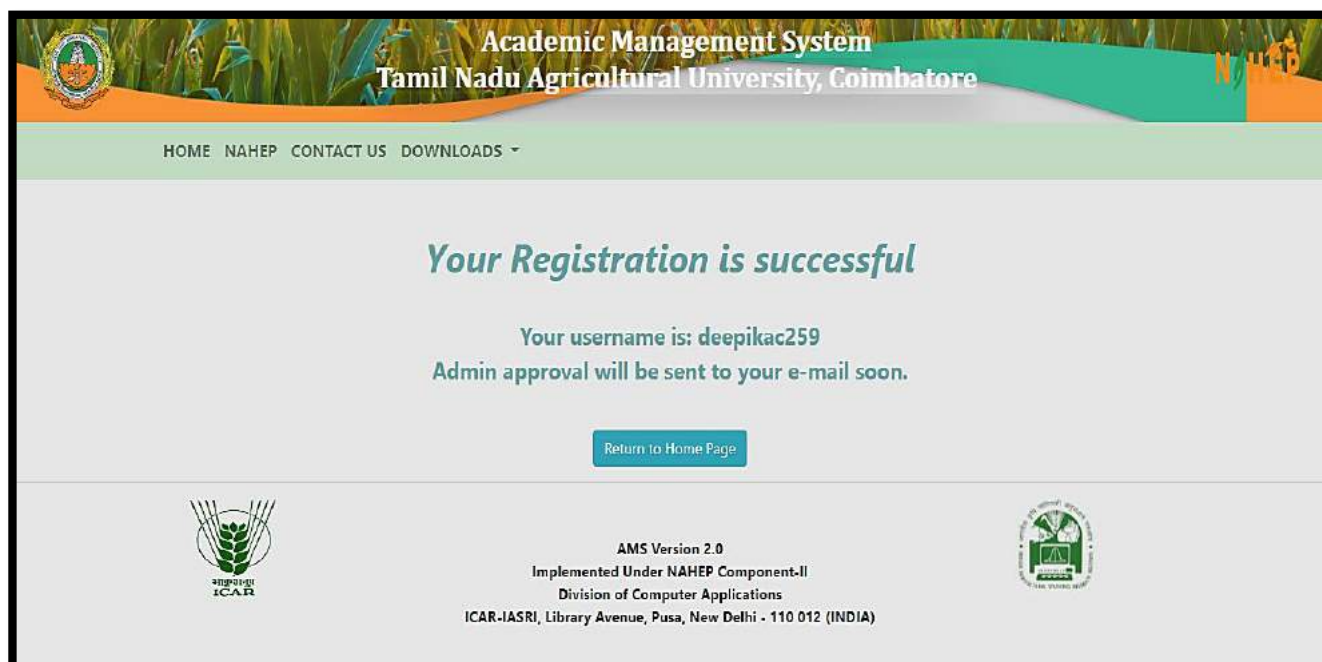 Academic Management System
Tamil Nadu Agricultural University, Coimbatore
NAHEP
HOME NAHEP CONTACT US DOWNLOADS
Your Registration is successful
Your username is: deepikac259
Admin approval will be sent to your e-mail soon.
Return to Home Page
ICAR
AMS Version 2.0
Implemented Under NAHEP Component-II
Division of Computer Applications
ICAR-IASRI, Library Avenue, Pusa, New Delhi - 110 012 (INDIA)